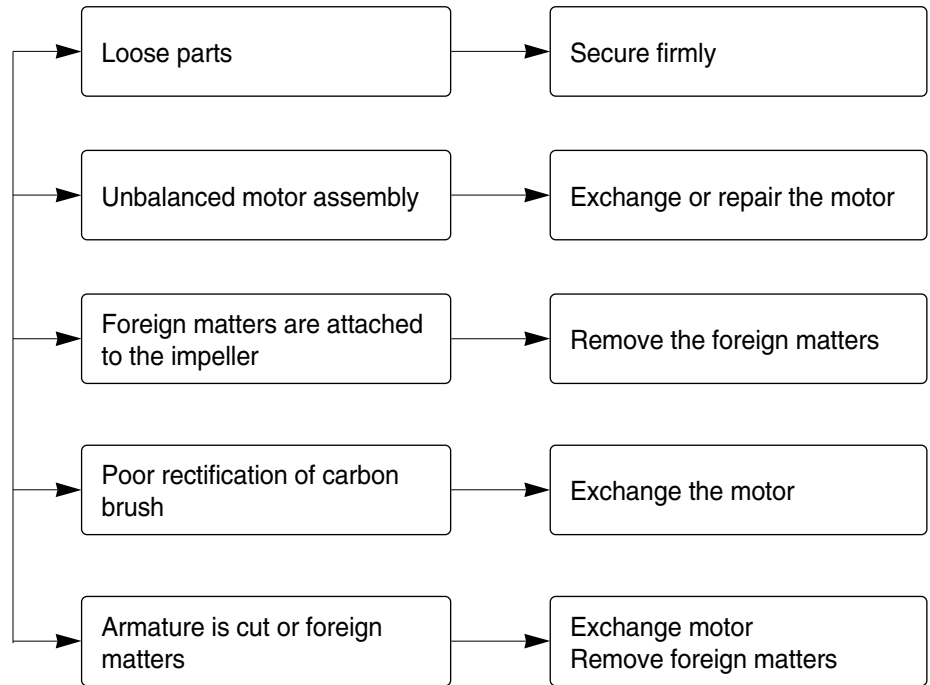 Loose parts
Secure firmly
Unbalanced motor assembly
Exchange or repair the motor
Foreign matters are attached
to the impeller
Remove the foreign matters
Poor rectification of carbon
brush
Exchange the motor
Armature is cut or foreign
matters
Exchange motor
Remove foreign matters